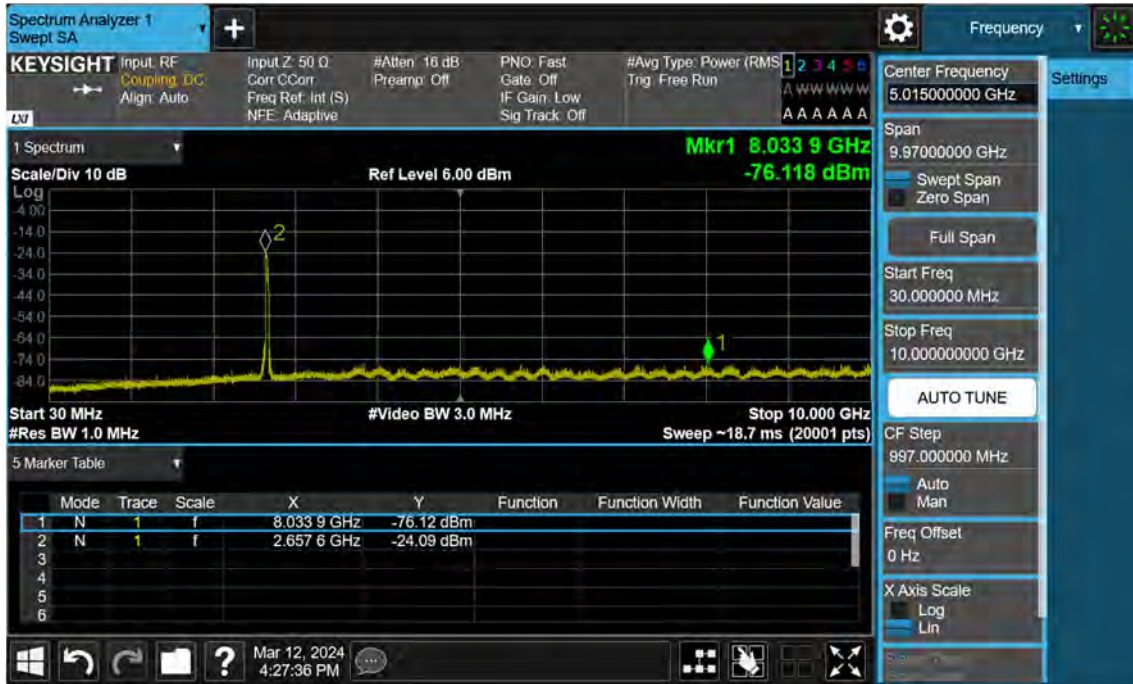 Spectrum Analyzer 1
Swept SA
+
Frequency
KEYSIGHT
Input: RF
Coupling: DC
Align: Auto
Input Z: 50 Ω
Corr CCorr
Freq Ref: Int (S)
NFE: Adaptive
#Atten: 16 dB
Preamp: Off
PNO: Fast
Gate: Off
IF Gain: Low
Sig Track: Off
#Avg Type: Power (RMS
Trig: Free Run
1 2 3 4 5 6
A W W W W W
A A A A A A
LXI
1 Spectrum
Scale/Div 10 dB
Ref Level 6.00 dBm
Mkr1 8.033 9 GHz
-76.118 dBm
Log
-4.00
-14.0
-24.0
-34.0
-44.0
-54.0
-64.0
-74.0
-84.0
2
1
Start 30 MHz
#Video BW 3.0 MHz
Stop 10.000 GHz
#Res BW 1.0 MHz
Sweep ~18.7 ms (20001 pts)
5 Marker Table
Mode Trace Scale X Y Function Function Width Function Value
1 N 1 f 8.033 9 GHz -76.12 dBm
2 N 1 f 2.657 6 GHz -24.09 dBm
3
4
5
6
?
Mar 12, 2024
4:27:36 PM
Center Frequency
5.015000000 GHz
Settings
Span
9.97000000 GHz
Swept Span
Zero Span
Full Span
Start Freq
30.000000 MHz
Stop Freq
10.000000000 GHz
AUTO TUNE
CF Step
997.000000 MHz
Auto
Man
Freq Offset
0 Hz
X Axis Scale
Log
Lin